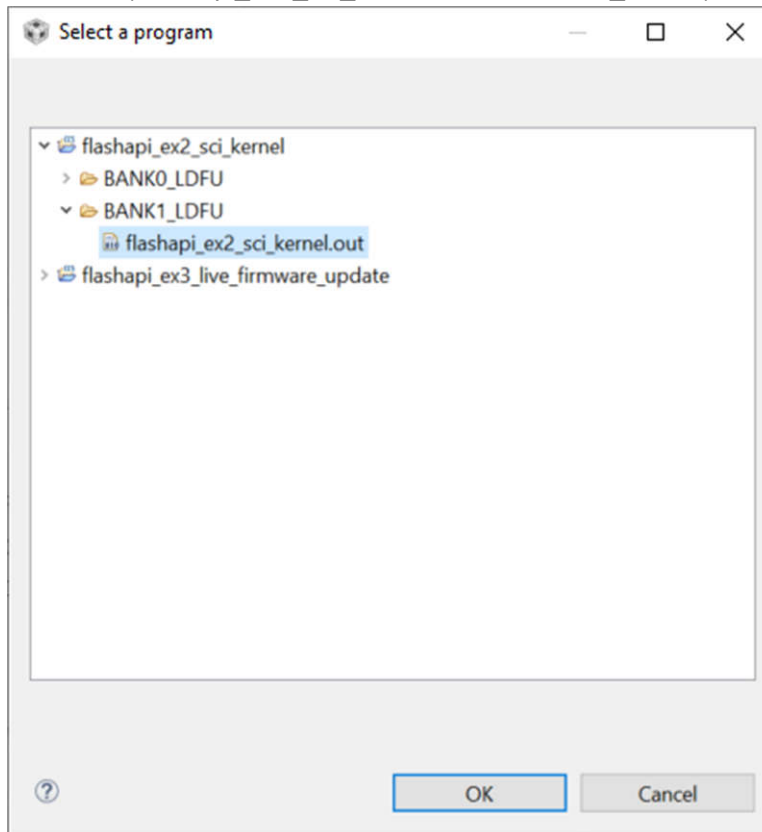 Select a program
flashapi_ex2_sci_kernel
BANK0_LDFU
BANK1_LDFU
flashapi_ex2_sci_kernel.out
flashapi_ex3_live_firmware_update
OK
Cancel